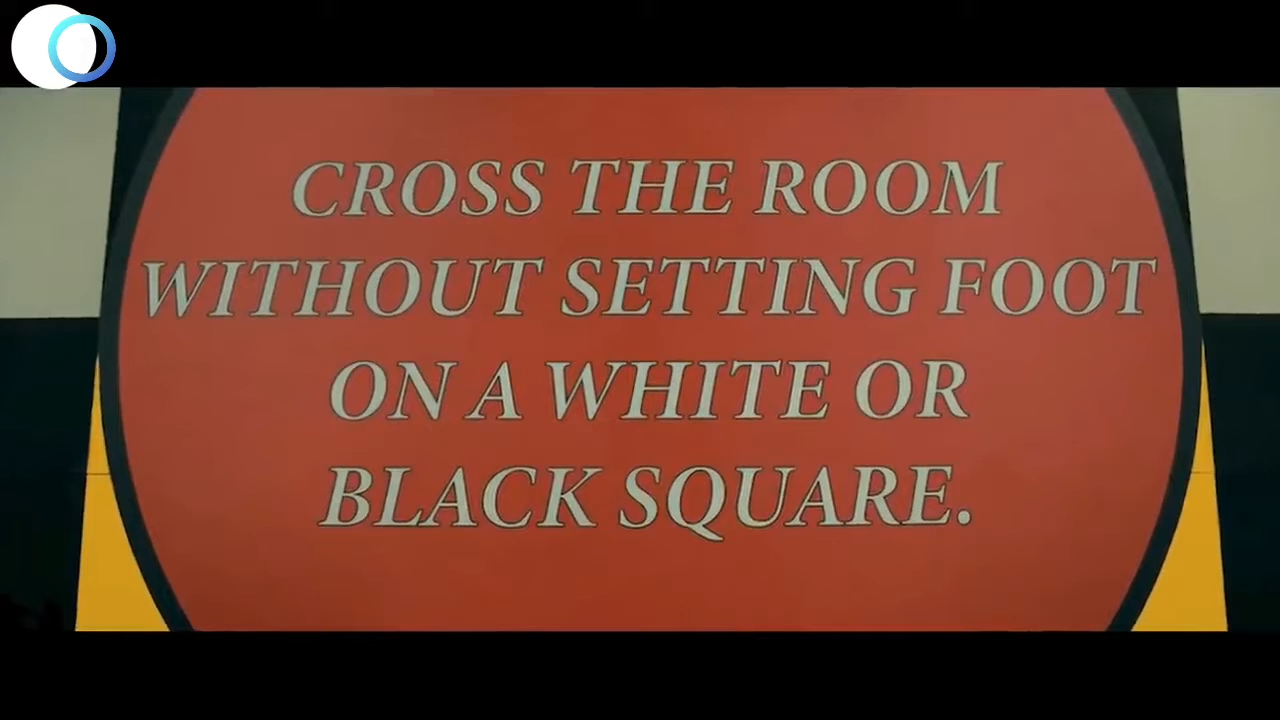 CROSS THE ROOM
WITHOUT SETTING FOOT
ON A WHITE OR
BLACK SQUARE.